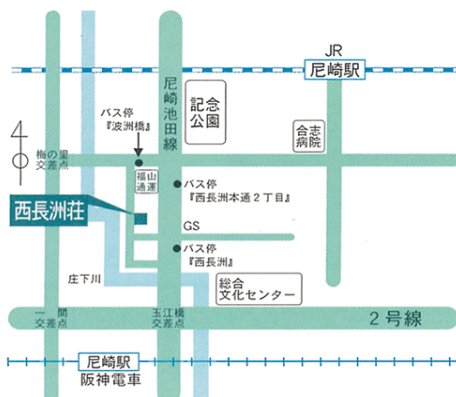 JR
尼崎駅
尼崎池田線
記念
公園
バス停
『波洲橋』
合志
病院
梅の里
交差点
福山
通運
バス停
『西長洲本通2丁目』
西長洲荘
GS
バス停
『西長洲』
庄下川
総合
文化センター
一間
交差点
玉江橋
交差点
2号線
尼崎駅
阪神電車